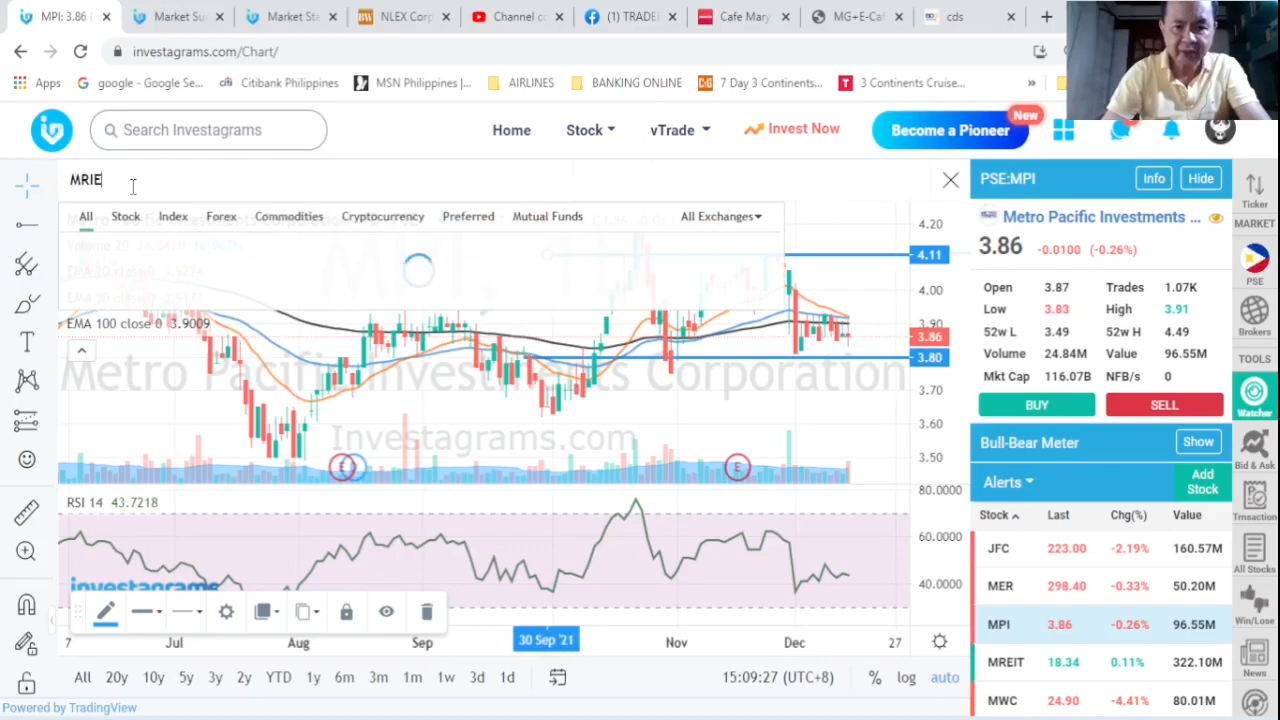 MPI: 3.86
Market Su
Market Sta
NLEX Corp
Channel co
(1) TRADE
Cafe Mary
MG+E-Caf
cds
investagrams.com/Chart/
Apps
google - Google Se...
Citibank Philippines
MSN Philippines |...
AIRLINES
BANKING ONLINE
7 Day 3 Continents...
3 Continents Cruise...
»
Search Investagrams
Home
Stock
vTrade
Invest Now
Become a Pioneer
New
MRIE
All
Stock
Index
Forex
Commodities
Cryptocurrency
Preferred
Mutual Funds
All Exchanges
EMA 100 close 0 3.9009
MPI,
Metro Pacific Investments Corporation
Investagrams.com
4.20
4.11
4.00
3.90
3.86
3.80
3.70
3.60
3.50
80.0000
60.0000
40.0000
E
E
RSI 14 43.7218
investagrams
7
Jul
Aug
Sep
30 Sep '21
Nov
Dec
27
All
20y
10y
5y
3y
2y
YTD
1y
6m
3m
1m
1w
3d
1d
15:09:27 (UTC+8)
%
log
auto
Powered by TradingView
PSE:MPI
Info
Hide
Metro Pacific Investments ...
3.86 -0.0100 (-0.26%)
Open 3.87 Trades 1.07K
Low 3.83 High 3.91
52w L 3.49 52w H 4.49
Volume 24.84M Value 96.55M
Mkt Cap 116.07B NFB/s 0
BUY
SELL
Bull-Bear Meter
Show
Alerts
Add Stock
Stock Last Chg(%) Value
JFC 223.00 -2.19% 160.57M
MER 298.40 -0.33% 50.20M
MPI 3.86 -0.26% 96.55M
MREIT 18.34 0.11% 322.10M
MWC 24.90 -4.41% 80.01M
Ticker
MARKET
PSE
Brokers
TOOLS
Watcher
Bid & Ask
Trnsaction
All Stocks
Win/Lose
News